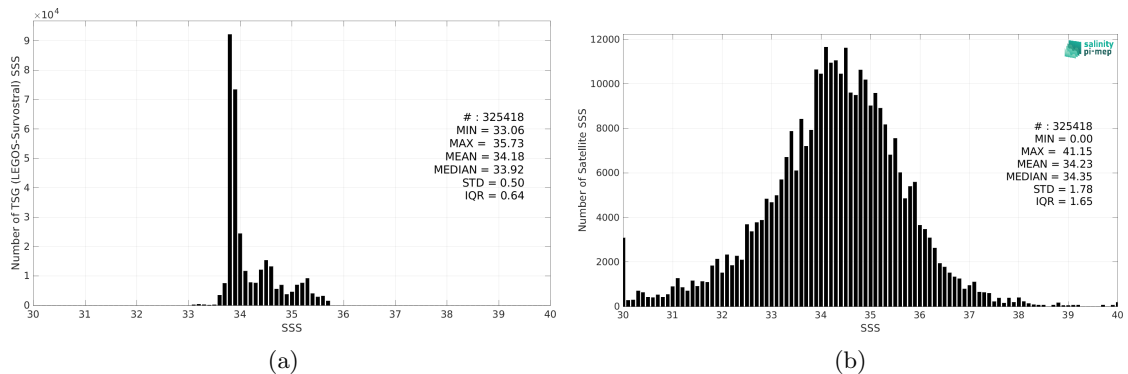 ×10⁴
Number of TSG (LEGOS-Survostral) SSS
9
8
7
6
5
4
3
2
1
0
# : 325418
MIN = 33.06
MAX = 35.73
MEAN = 34.18
MEDIAN = 33.92
STD = 0.50
IQR = 0.64
30 31 32 33 34 35 36 37 38 39 40
SSS
(a)
salinity
pi-mep
Number of Satellite SSS
12000
10000
8000
6000
4000
2000
0
# : 325418
MIN = 0.00
MAX = 41.15
MEAN = 34.23
MEDIAN = 34.35
STD = 1.78
IQR = 1.65
30 31 32 33 34 35 36 37 38 39 40
SSS
(b)